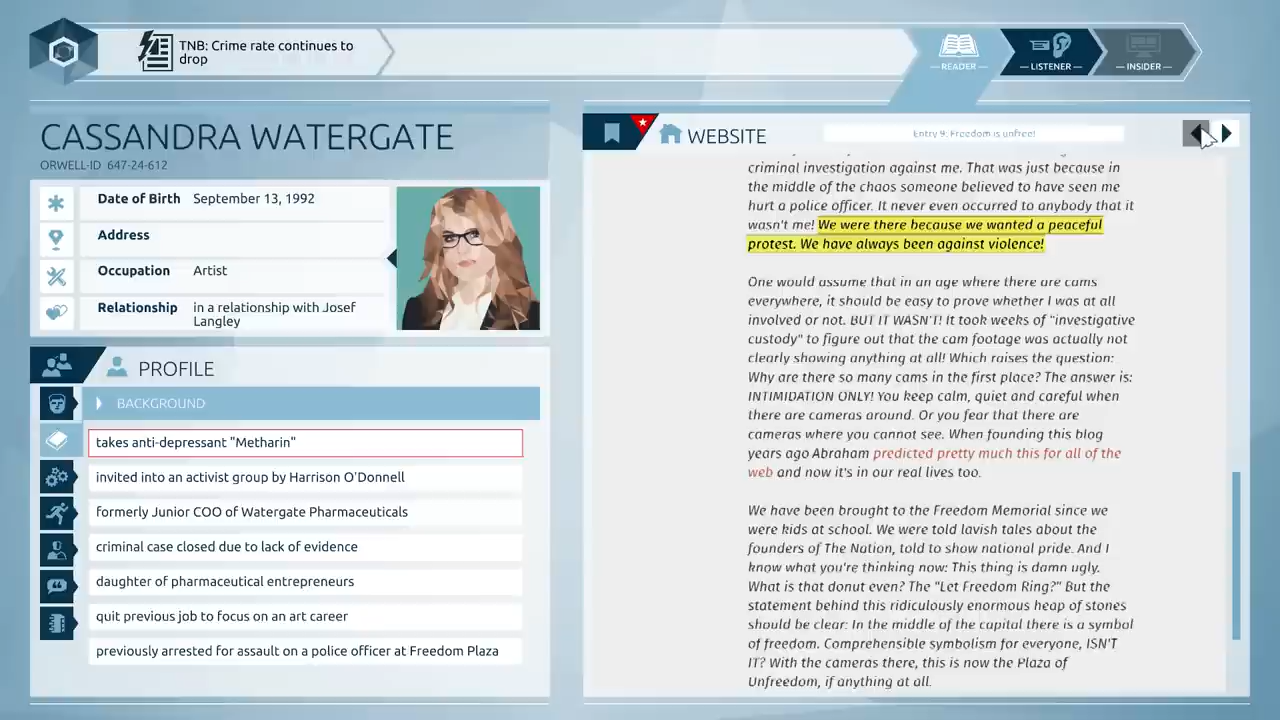 TNB: Crime rate continues to
drop
READER
LISTENER
INSIDER
CASSANDRA WATERGATE
ORWELL-ID 647-24-612
Date of Birth September 13, 1992
Address
Occupation Artist
Relationship in a relationship with Josef
Langley
PROFILE
BACKGROUND
takes anti-depressant "Metharin"
invited into an activist group by Harrison O'Donnell
formerly Junior COO of Watergate Pharmaceuticals
criminal case closed due to lack of evidence
daughter of pharmaceutical entrepreneurs
quit previous job to focus on an art career
previously arrested for assault on a police officer at Freedom Plaza
WEBSITE
Entry 9: Freedom is unfree!
criminal investigation against me. That was just because in
the middle of the chaos someone believed to have seen me
hurt a police officer. It never even occurred to anybody that it
wasn't me! We were there because we wanted a peaceful
protest. We have always been against violence!
One would assume that in an age where there are cams
everywhere, it should be easy to prove whether I was at all
involved or not. BUT IT WASN'T! It took weeks of "investigative
custody" to figure out that the cam footage was actually not
clearly showing anything at all! Which raises the question:
Why are there so many cams in the first place? The answer is:
INTIMIDATION ONLY! You keep calm, quiet and careful when
there are cameras around. Or you fear that there are
cameras where you cannot see. When founding this blog
years ago Abraham predicted pretty much this for all of the
web and now it's in our real lives too.
We have been brought to the Freedom Memorial since we
were kids at school. We were told lavish tales about the
founders of The Nation, told to show national pride. And I
know what you're thinking now: This thing is damn ugly.
What is that donut even? The "Let Freedom Ring?" But the
statement behind this ridiculously enormous heap of stones
should be clear: In the middle of the capital there is a symbol
of freedom. Comprehensible symbolism for everyone, ISN'T
IT? With the cameras there, this is now the Plaza of
Unfreedom, if anything at all.